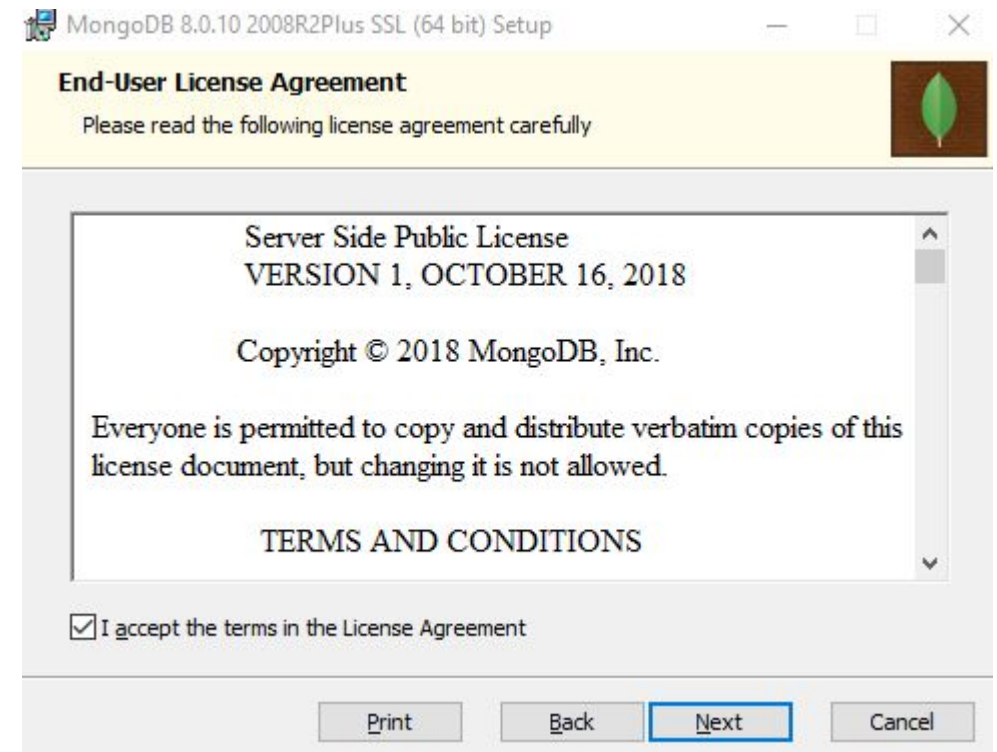 MongoDB 8.0.10 2008R2Plus SSL (64 bit) Setup
End-User License Agreement
Please read the following license agreement carefully
Server Side Public License
VERSION 1, OCTOBER 16, 2018
Copyright © 2018 MongoDB, Inc.
Everyone is permitted to copy and distribute verbatim copies of this
license document, but changing it is not allowed.
TERMS AND CONDITIONS
I accept the terms in the License Agreement
Print Back Next Cancel